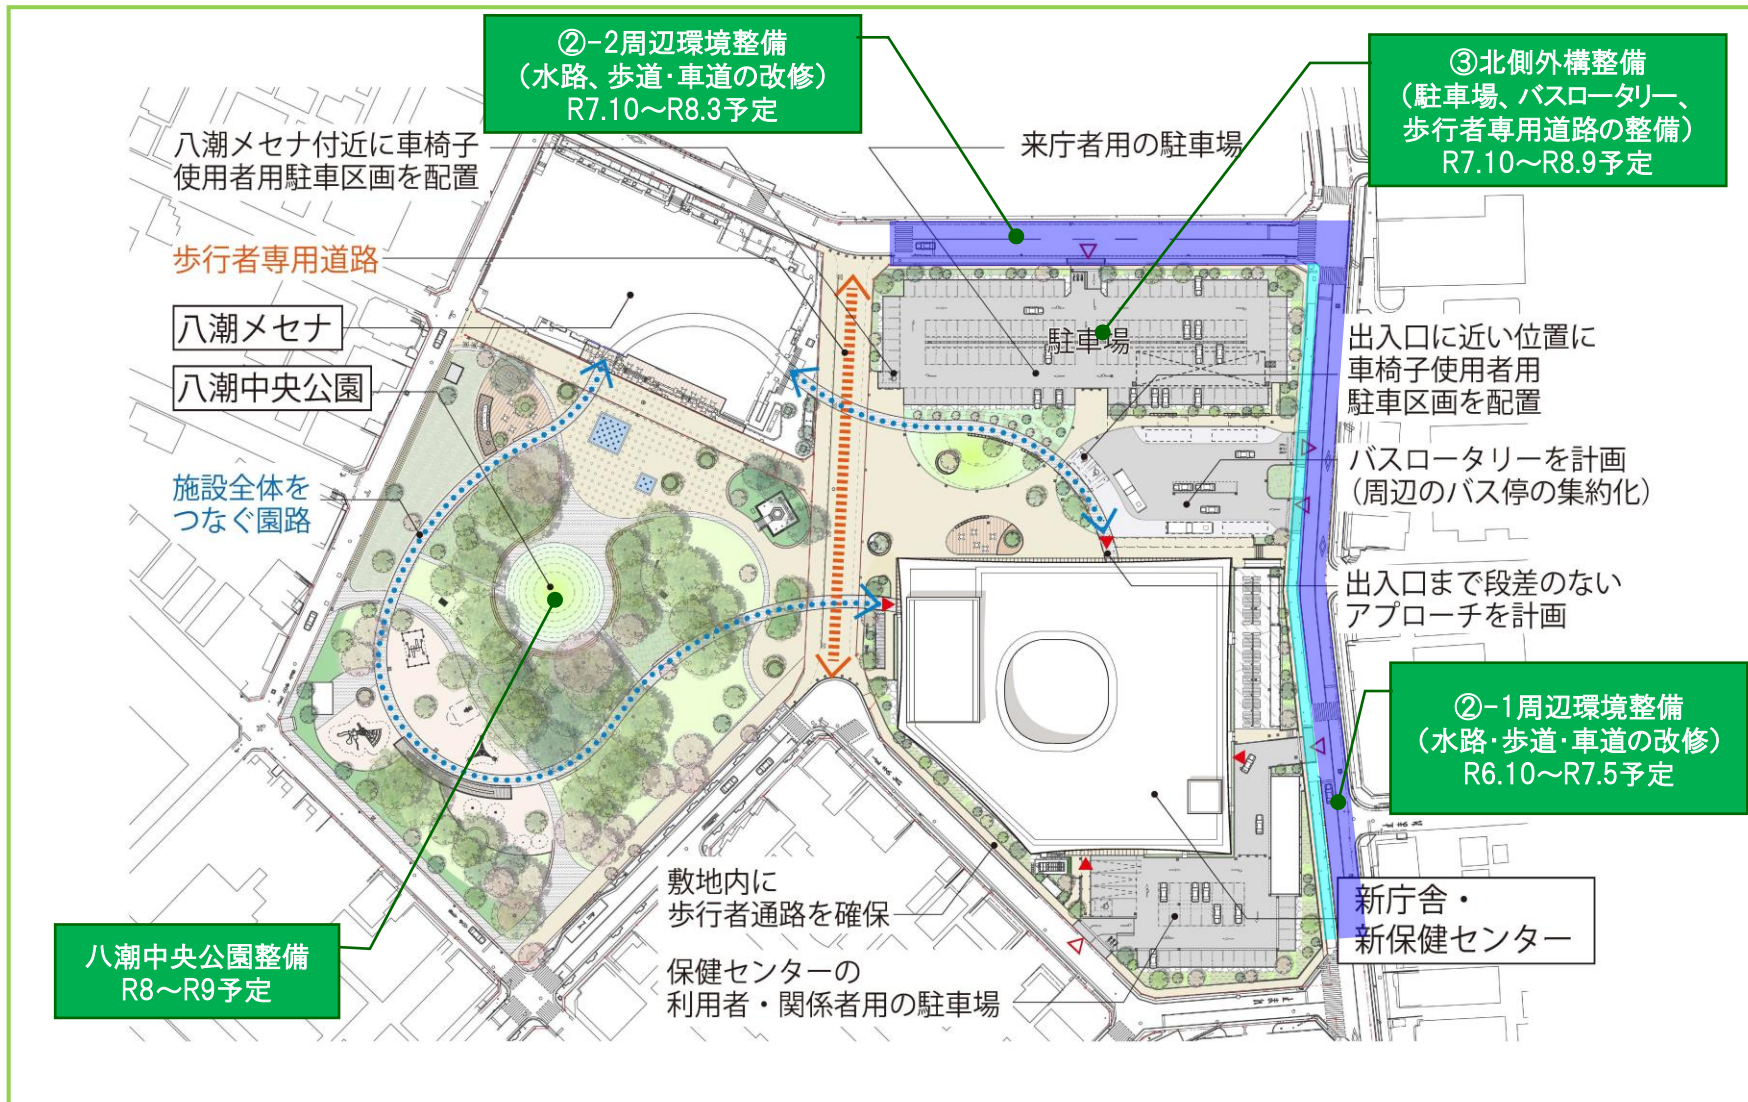 ②-2周辺環境整備
（水路、歩道・車道の改修）
R7.10～R8.3予定
③北側外構整備
（駐車場、バスロータリー、
歩行者専用道路の整備）
R7.10～R8.9予定
八潮メセナ付近に車椅子
使用者用駐車区画を配置
来庁者用の駐車場
歩行者専用道路
八潮メセナ
八潮中央公園
駐車場
出入口に近い位置に
車椅子使用者用
駐車区画を配置
施設全体を
つなぐ園路
バスロータリーを計画
（周辺のバス停の集約化）
出入口まで段差のない
アプローチを計画
②-1周辺環境整備
（水路・歩道・車道の改修）
R6.10～R7.5予定
敷地内に
歩行者通路を確保
新庁舎・
新保健センター
八潮中央公園整備
R8～R9予定
保健センターの
利用者・関係者用の駐車場